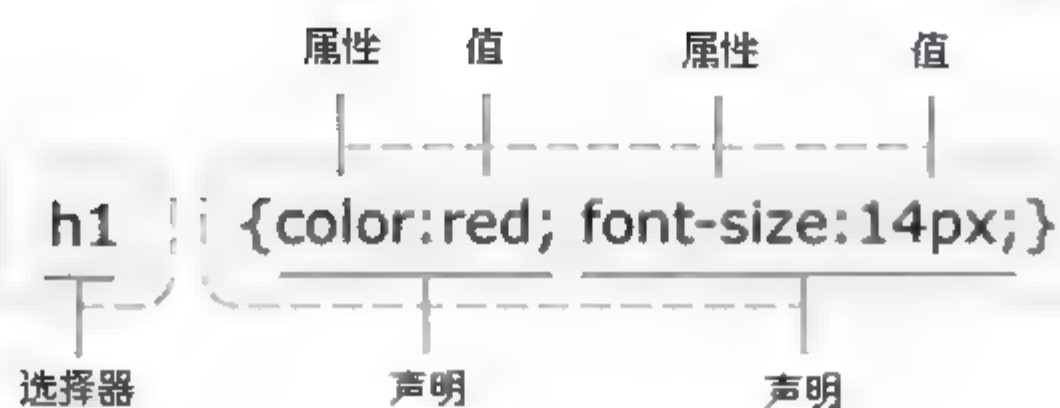 属性 值 属性 值
h1 {color:red; font-size:14px;}
选择器 声明 声明